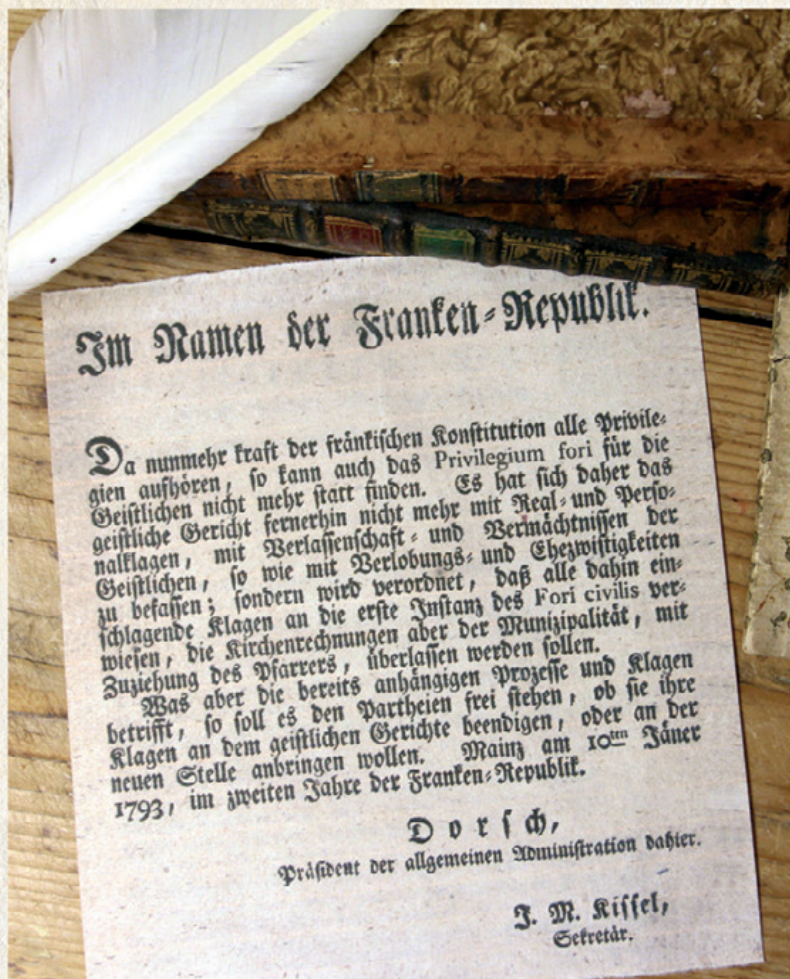 Im Namen der Franken⸗Republik.
Da nunmehr kraft der fränkischen Konstitution alle Privile⸗
gien aufhören, so kann auch das Privilegium fori für die
Geistlichen nicht mehr statt finden. Es hat sich daher das
geistliche Gericht fernerhin nicht mehr mit Real⸗ und Perso⸗
nalklagen, mit Verlassenschaft⸗ und Vermächtnissen der
Geistlichen, so wie mit Verlobungs⸗ und Ehezwistigkeiten
zu befassen; sondern wird verordnet, daß alle dahin ein⸗
schlagende Klagen an die erste Instanz des Fori civilis ver⸗
wiesen, die Kirchenrechnungen aber der Munizipalität, mit
Zuziehung des Pfarrers, überlassen werden sollen.
Was aber die bereits anhängigen Prozesse und Klagen
betrifft, so soll es den Partheien frei stehen, ob sie ihre
Klagen an dem geistlichen Gerichte beendigen, oder an der
neuen Stelle anbringen wollen. Mainz am 10ten Jäner
1793, im zweiten Jahre der Franken⸗Republik.
Dorsch,
Präsident der allgemeinen Administration dahier.
J. M. Kissel,
Sekretär.